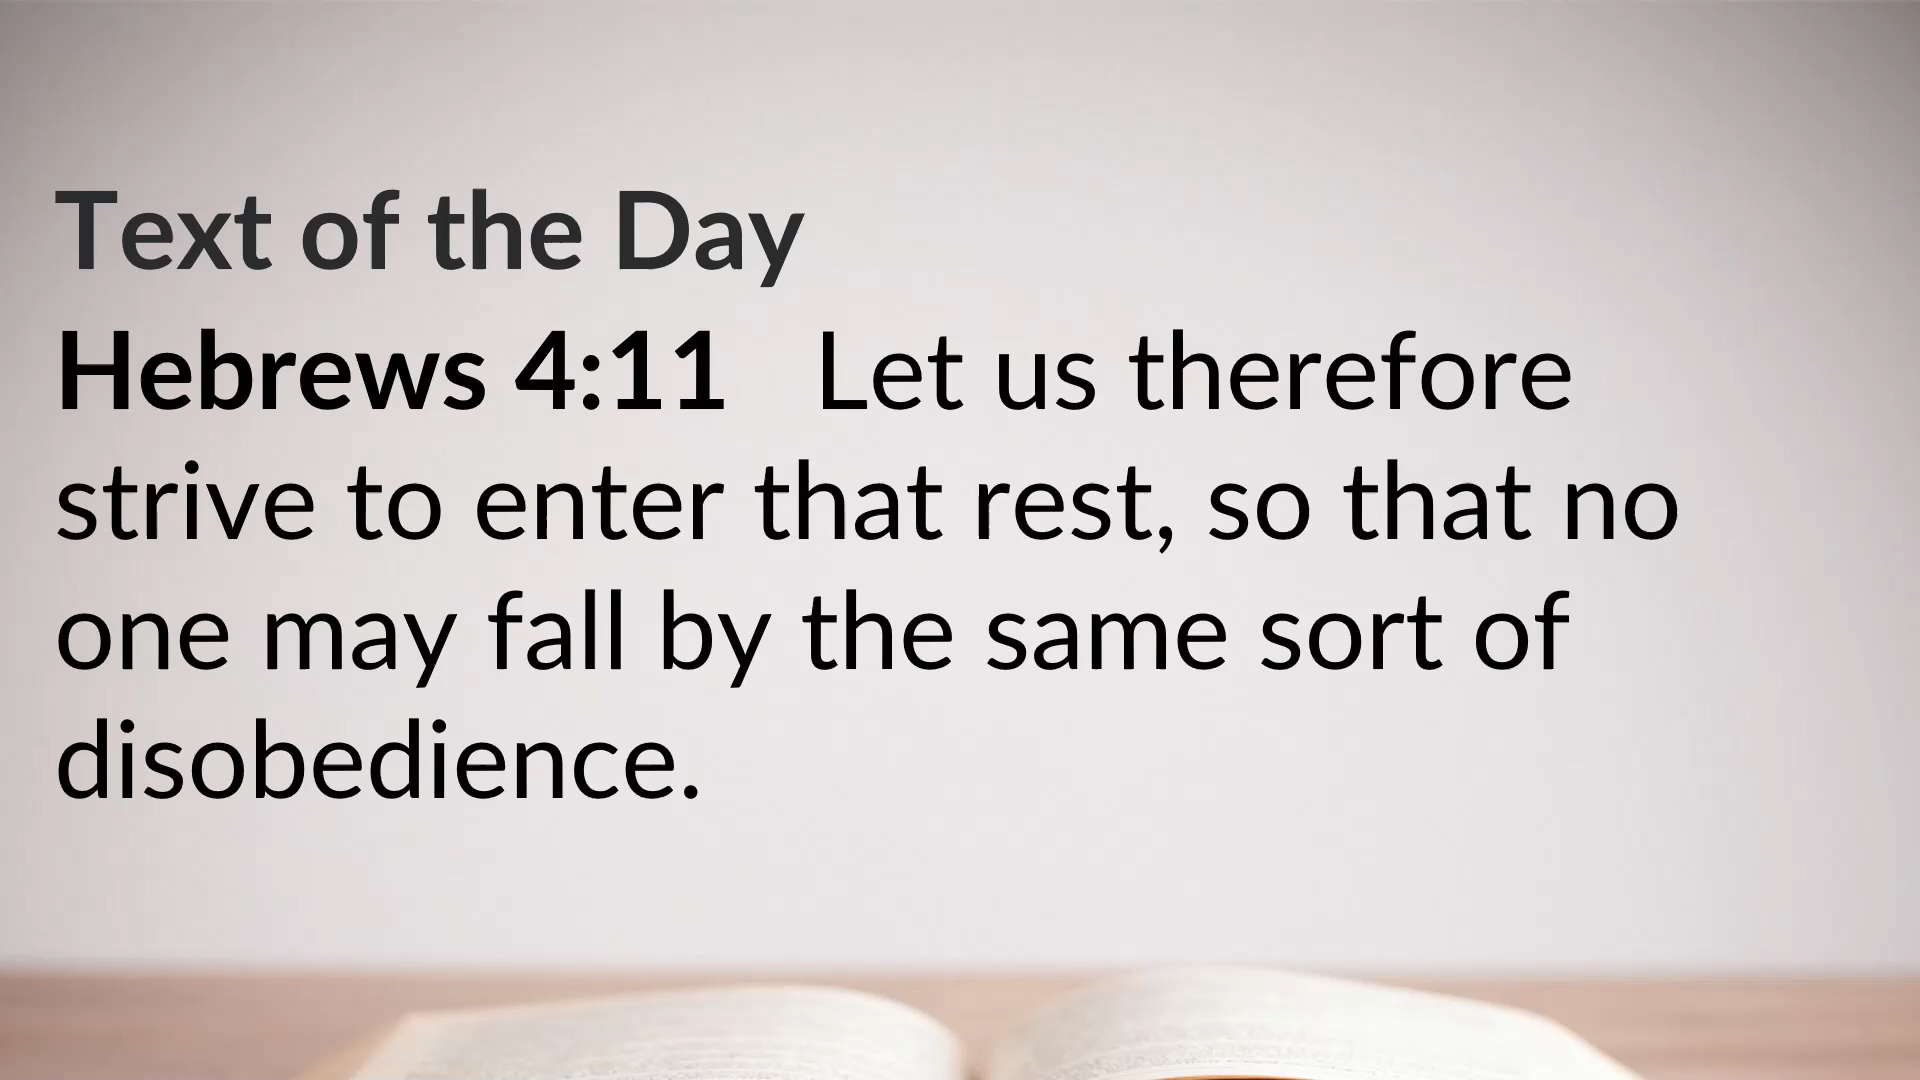 Text of the Day
Hebrews 4:11   Let us therefore
strive to enter that rest, so that no
one may fall by the same sort of
disobedience.